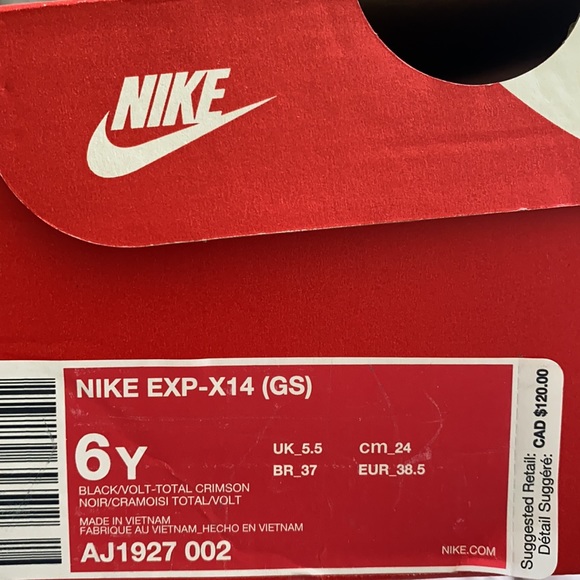 NIKE
NIKE EXP-X14 (GS)
6Y
UK_5.5 cm_24
BR_37 EUR_38.5
BLACK/VOLT-TOTAL CRIMSON
NOIR/CRAMOISI TOTAL/VOLT
MADE IN VIETNAM
FABRIQUE AU VIETNAM_HECHO EN VIETNAM
AJ1927 002
NIKE.COM
Suggested Retail: CAD $120.00
Détail Suggéré: